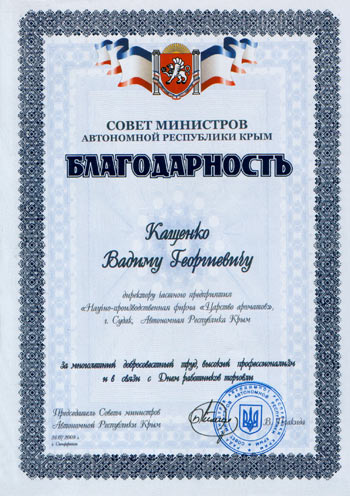 СОВЕТ МИНИСТРОВ
АВТОНОМНОЙ РЕСПУБЛИКИ КРЫМ
БЛАГОДАРНОСТЬ
Кащенко
Вадиму Георгиевичу
директору частного предприятия
«Научно-производственная фирма «Царство ароматов»,
г. Судак, Автономная Республика Крым
за многолетний добросовестный труд, высокий профессионализм
и в связи с Днем работников торговли
Председатель Совета министров
Автономной Республики Крым
В.
г. Симферополь